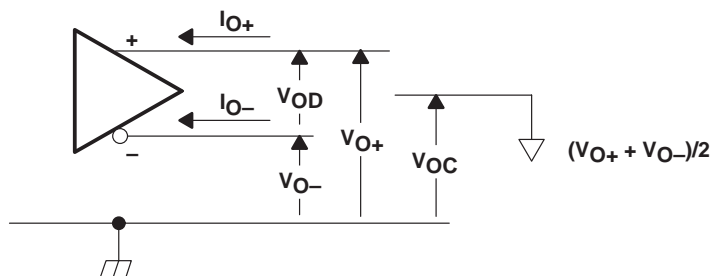 I_O+
+
I_O–
V_OD
V_O+
V_OC
(V_O+ + V_O–)/2
–
V_O–